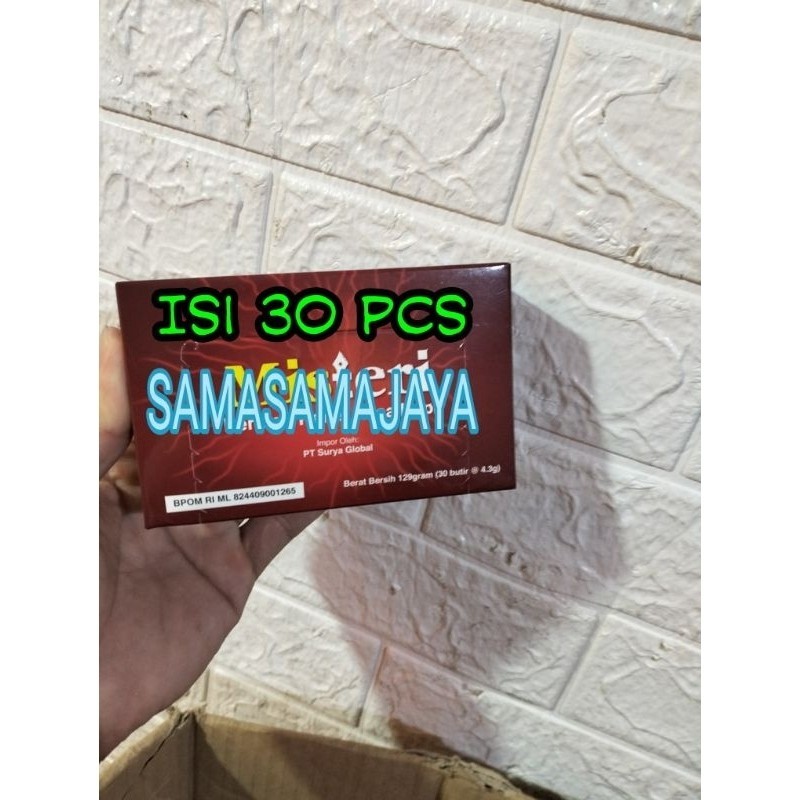 ISI 30 PCS
Misteri
SAMASAMAJAYA
Impor Oleh:
PT Surya Global
Berat Bersih 129gram (30 butir @ 4.3g)
BPOM RI ML 824409001265